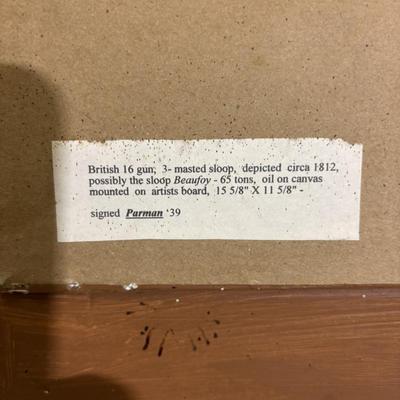 British 16 gun; 3- masted sloop, depicted circa 1812,
possibly the sloop Beaufoy - 65 tons, oil on canvas
mounted on artists board, 15 5/8" X 11 5/8" -
signed Parman ‘39